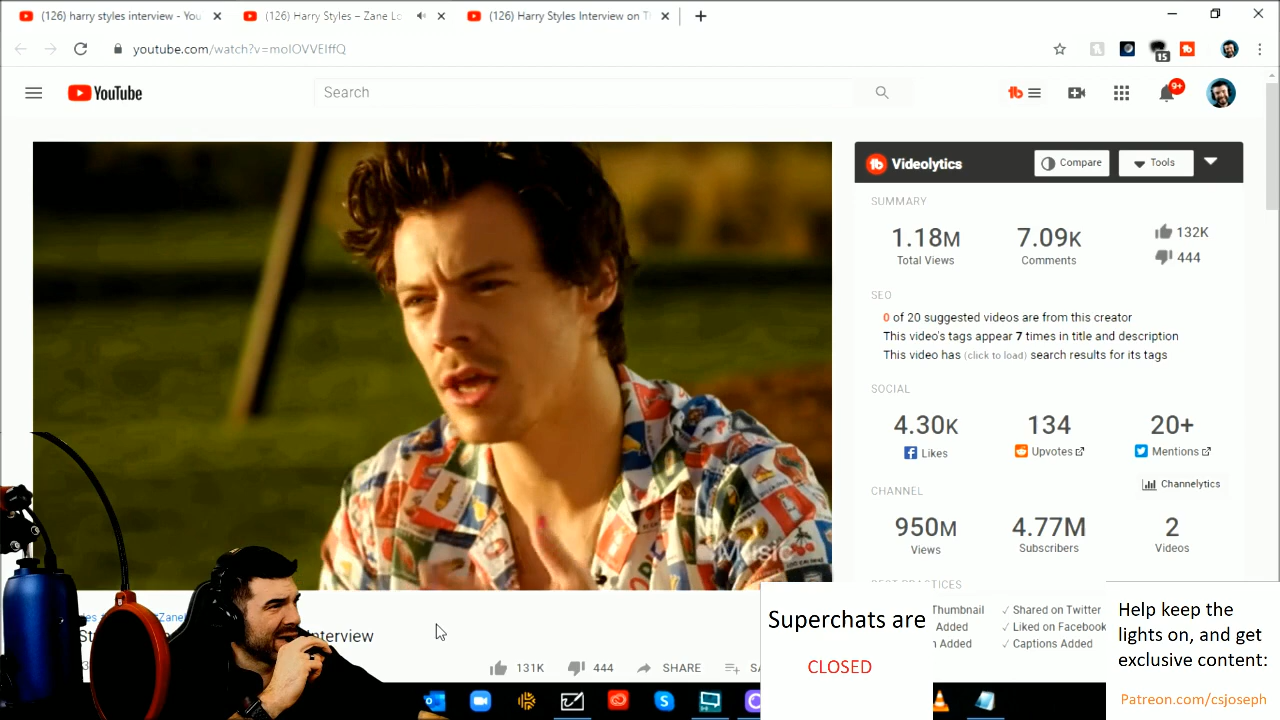 (126) harry styles interview - You
(126) Harry Styles – Zane Lo
(126) Harry Styles Interview on T
youtube.com/watch?v=moIOVVEIffQ
15
YouTube
Search
9+
Videolytics
Compare
Tools
SUMMARY
1.18M
7.09K
132K
Total Views
Comments
444
SEO
0 of 20 suggested videos are from this creator
This video's tags appear 7 times in title and description
This video has (click to load) search results for its tags
SOCIAL
4.30K
134
20+
Likes
Upvotes
Mentions
Channelytics
CHANNEL
950M
4.77M
2
Views
Subscribers
Videos
Music
Thumbnail
Shared on Twitter
Added
Liked on Facebook
Added
Captions Added
Superchats are
CLOSED
Help keep the
lights on, and get
exclusive content:
Patreon.com/csjoseph
nterview
131K
444
SHARE